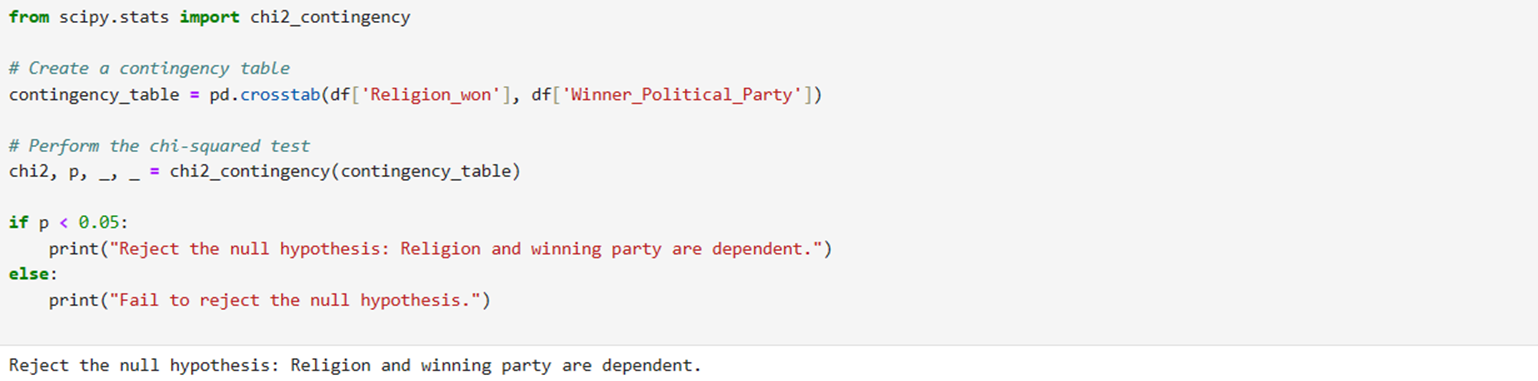 from scipy.stats import chi2_contingency
# Create a contingency table
contingency_table = pd.crosstab(df['Religion_won'], df['Winner_Political_Party'])
# Perform the chi-squared test
chi2, p, _, _ = chi2_contingency(contingency_table)
if p < 0.05:
    print("Reject the null hypothesis: Religion and winning party are dependent.")
else:
    print("Fail to reject the null hypothesis.")
Reject the null hypothesis: Religion and winning party are dependent.